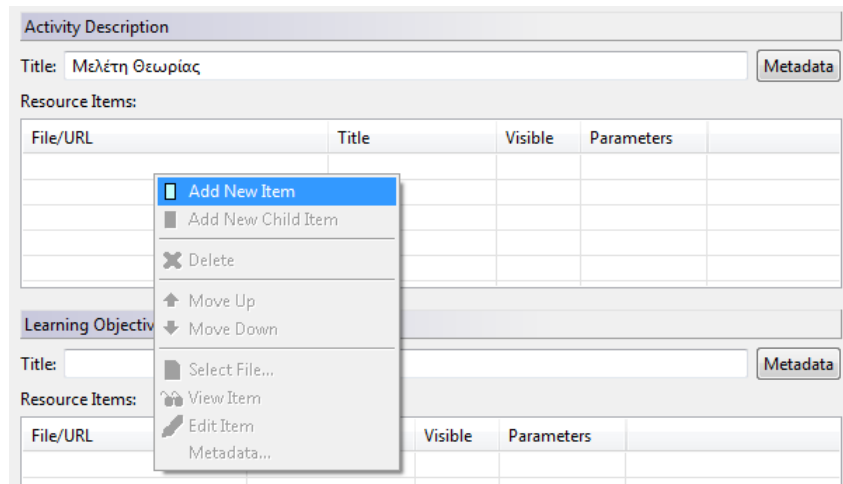 Activity Description
Title: Μελέτη Θεωρίας Metadata
Resource Items:
File/URL Title Visible Parameters
Add New Item
Add New Child Item
Delete
Move Up
Learning Objectiv Move Down
Title: Metadata
Select File...
Resource Items: View Item
Edit Item
File/URL Visible Parameters
Metadata...